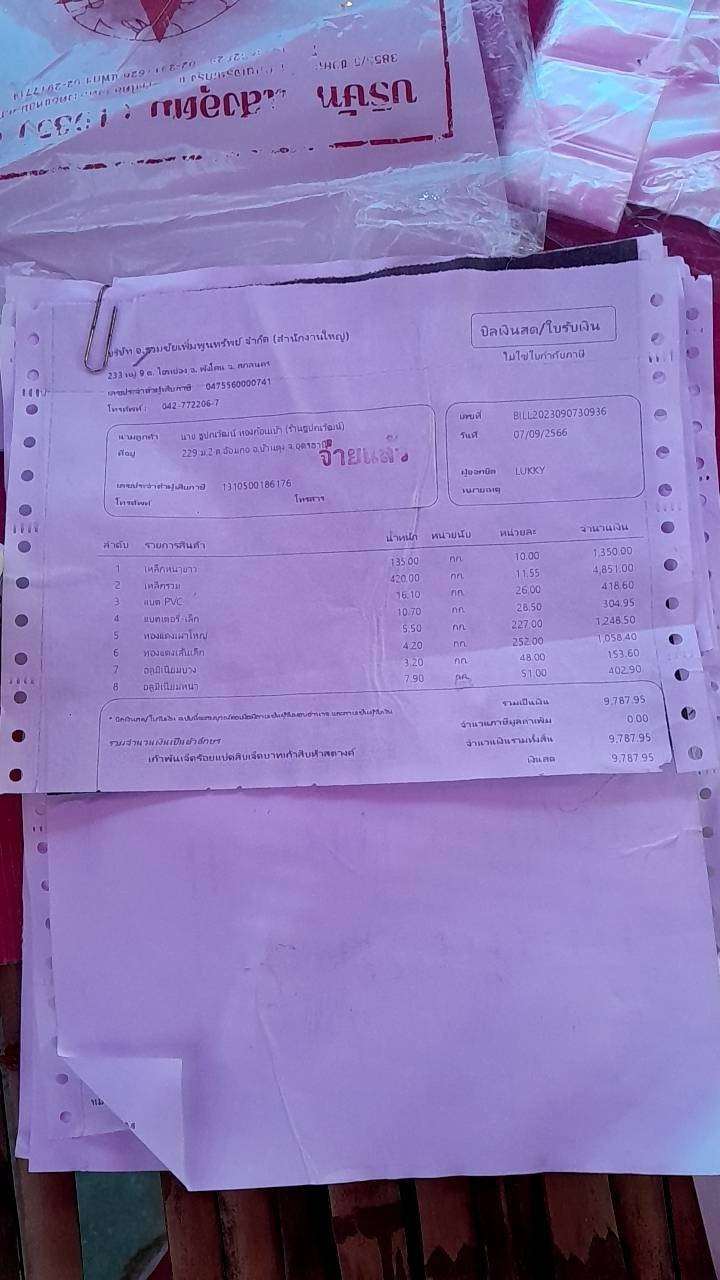 บริษัท
บิลเงินสด/ใบรับเงิน
ไม่ใช่ใบกำกับภาษี
บริษัท อ.รวมชัยเพิ่มพูนทรัพย์ จำกัด (สำนักงานใหญ่)
233 หมู่ 9 ต. ไฮหย่อง อ. พังโคน จ. สกลนคร
เลขประจำตัวผู้เสียภาษี 0475560000741
โทรศัพท์ : 042-772206-7
นามลูกค้า นาย ธูปณวัฒน์
ที่อยู่ 229 ม.2 ต.อ้อมกอ อ.บ้านดุง จ.อุดรธานี
จ่ายแล้ว
เลขประจำตัวผู้เสียภาษี 1310500186176
โทรศัพท์ โทรสาร
เลขที่ BILL2023090730936
วันที่ 07/09/2566
ผู้ออกบิล LUKKY
หมายเหตุ
ลำดับ รายการสินค้า น้ำหนัก หน่วยนับ หน่วยละ จำนวนเงิน
1 เหล็กหนายาว 135.00 กก. 10.00 1,350.00
2 เหล็กรวม 420.00 กก. 11.55 4,851.00
3 แบต PVC 16.10 กก. 26.00 418.60
4 แบตเตอรี่-เล็ก 10.70 กก. 28.50 304.95
5 ทองแดงเผาใหญ่ 5.50 กก. 227.00 1,248.50
6 ทองแดงเส้นเล็ก 4.20 กก. 252.00 1,058.40
7 อลูมิเนียมบาง 3.20 กก. 48.00 153.60
8 อลูมิเนียมหนา 7.90 กก. 51.00 402.90
รวมเป็นเงิน 9,787.95
จำนวนภาษีมูลค่าเพิ่ม 0.00
รวมจำนวนเงินเป็นตัวอักษร จำนวนเงินรวมทั้งสิ้น 9,787.95
เก้าพันเจ็ดร้อยแปดสิบเจ็ดบาทเก้าสิบห้าสตางค์ เงินสด 9,787.95